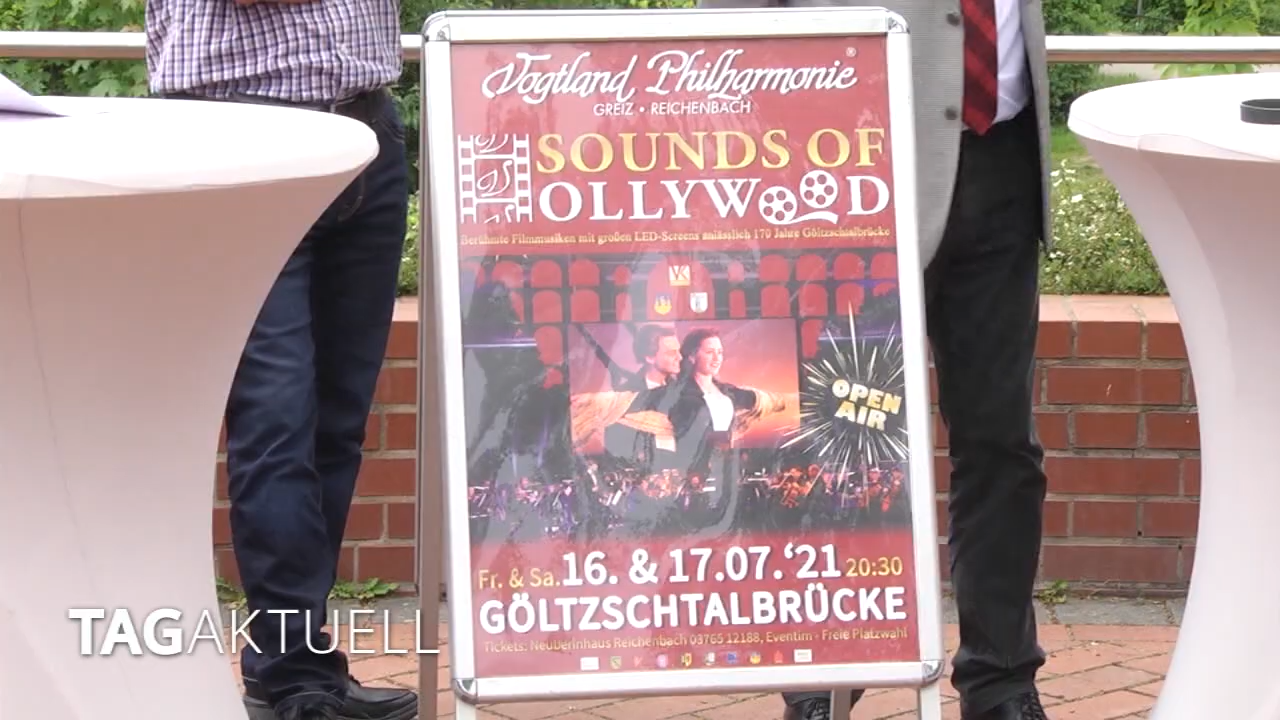 Vogtland Philharmonie®
GREIZ • REICHENBACH
SOUNDS OF
OLLYWOOD
Berühmte Filmmusiken mit großen LED-Screens anlässlich 170 Jahre Göltzschtalbrücke
VK
OPEN
AIR
Fr. & Sa. 16. & 17.07.‘21 20:30
GÖLTZSCHTALBRÜCKE
Tickets: Neuberinhaus Reichenbach 03765 12188, Eventim - Freie Platzwahl
TAGAKTUELL